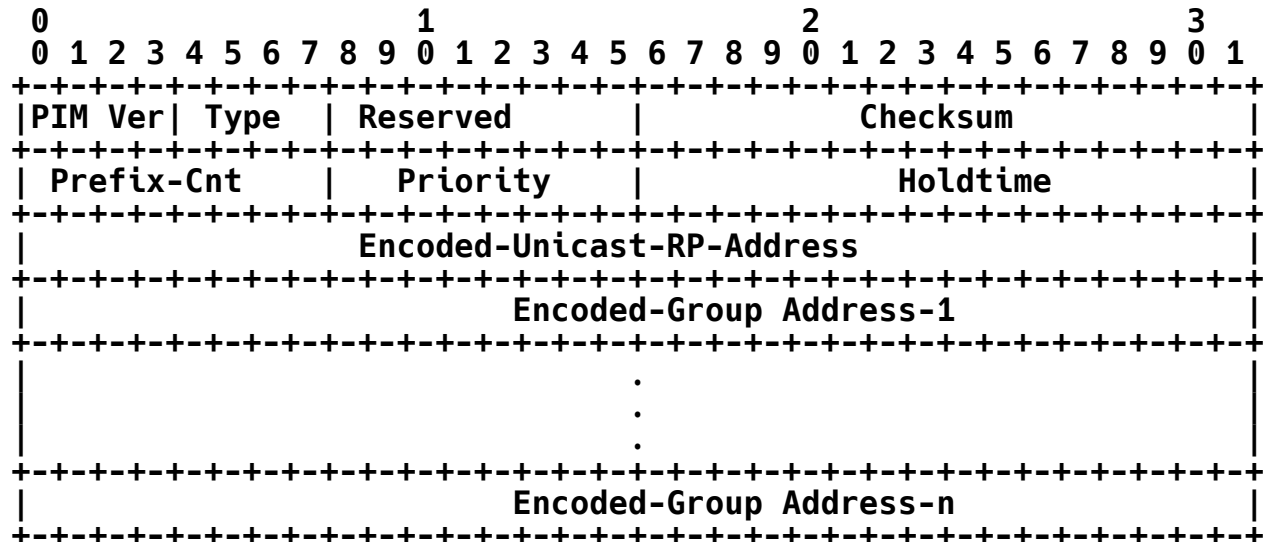 0                   1                   2                   3
 0 1 2 3 4 5 6 7 8 9 0 1 2 3 4 5 6 7 8 9 0 1 2 3 4 5 6 7 8 9 0 1
+-+-+-+-+-+-+-+-+-+-+-+-+-+-+-+-+-+-+-+-+-+-+-+-+-+-+-+-+-+-+-+-+
|PIM Ver| Type  | Reserved      |           Checksum            |
+-+-+-+-+-+-+-+-+-+-+-+-+-+-+-+-+-+-+-+-+-+-+-+-+-+-+-+-+-+-+-+-+
| Prefix-Cnt    |   Priority    |             Holdtime          |
+-+-+-+-+-+-+-+-+-+-+-+-+-+-+-+-+-+-+-+-+-+-+-+-+-+-+-+-+-+-+-+-+
|                 Encoded-Unicast-RP-Address                    |
+-+-+-+-+-+-+-+-+-+-+-+-+-+-+-+-+-+-+-+-+-+-+-+-+-+-+-+-+-+-+-+-+
|                         Encoded-Group Address-1               |
+-+-+-+-+-+-+-+-+-+-+-+-+-+-+-+-+-+-+-+-+-+-+-+-+-+-+-+-+-+-+-+-+
|                               .                               |
|                               .                               |
|                               .                               |
+-+-+-+-+-+-+-+-+-+-+-+-+-+-+-+-+-+-+-+-+-+-+-+-+-+-+-+-+-+-+-+-+
|                         Encoded-Group Address-n               |
+-+-+-+-+-+-+-+-+-+-+-+-+-+-+-+-+-+-+-+-+-+-+-+-+-+-+-+-+-+-+-+-+